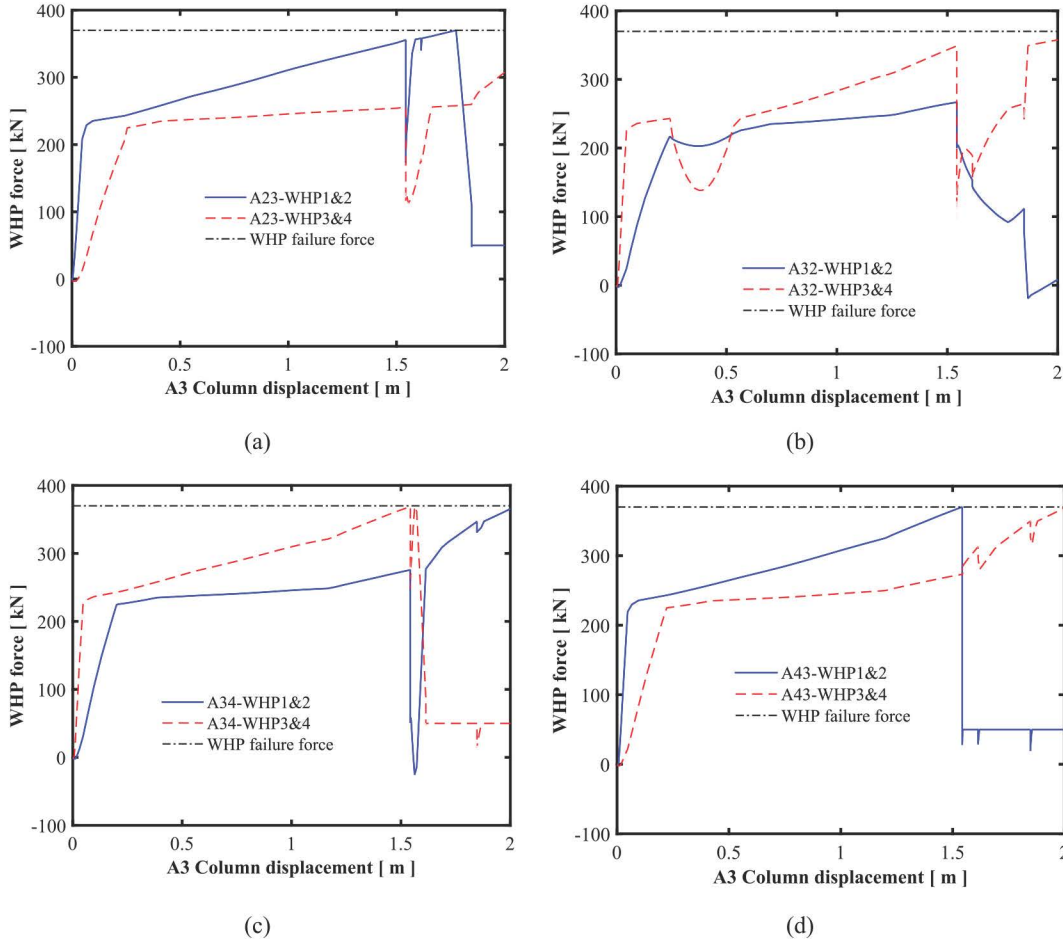 400
300
200
100
0
-100
WHP force [ kN ]
A23-WHP1&2
A23-WHP3&4
WHP failure force
0 0.5 1 1.5 2
A3 Column displacement [ m ]
(a)
400
300
200
100
0
-100
WHP force [ kN ]
A32-WHP1&2
A32-WHP3&4
WHP failure force
0 0.5 1 1.5 2
A3 Column displacement [ m ]
(b)
400
300
200
100
0
-100
WHP force [ kN ]
A34-WHP1&2
A34-WHP3&4
WHP failure force
0 0.5 1 1.5 2
A3 Column displacement [ m ]
(c)
400
300
200
100
0
-100
WHP force [ kN ]
A43-WHP1&2
A43-WHP3&4
WHP failure force
0 0.5 1 1.5 2
A3 Column displacement [ m ]
(d)